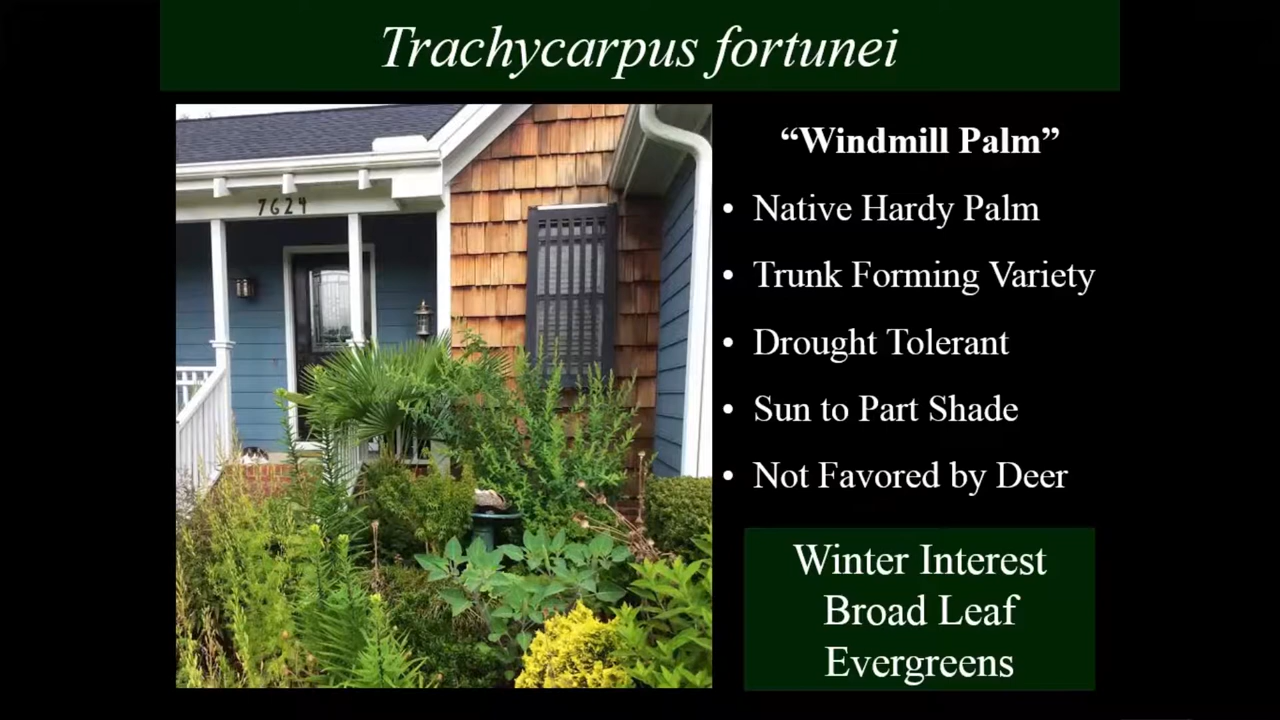 Trachycarpus fortunei
7624
“Windmill Palm”
• Native Hardy Palm
• Trunk Forming Variety
• Drought Tolerant
• Sun to Part Shade
• Not Favored by Deer
Winter Interest
Broad Leaf
Evergreens